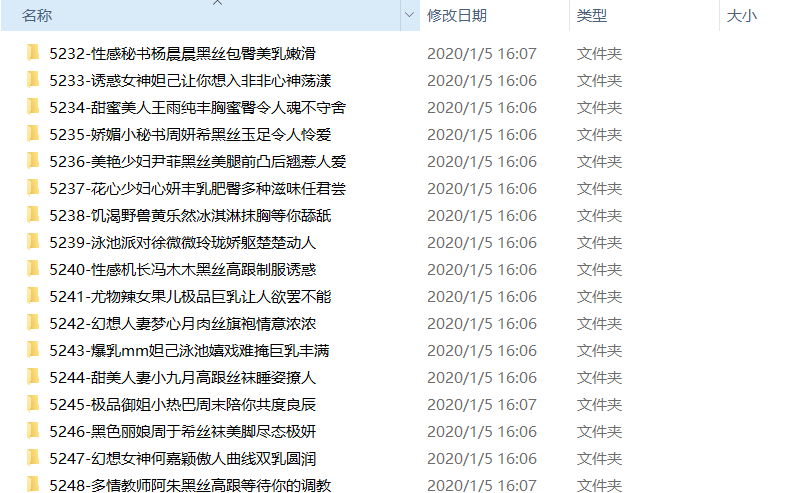 名称 修改日期 类型 大小
5232-性感秘书杨晨晨黑丝包臀美乳嫩滑 2020/1/5 16:07 文件夹
5233-诱惑女神妲己让你想入非非心神荡漾 2020/1/5 16:06 文件夹
5234-甜蜜美人王雨纯丰胸蜜臀令人魂不守舍 2020/1/5 16:06 文件夹
5235-娇媚小秘书周妍希黑丝玉足令人怜爱 2020/1/5 16:06 文件夹
5236-美艳少妇尹菲黑丝美腿前凸后翘惹人爱 2020/1/5 16:06 文件夹
5237-花心少妇心妍丰乳肥臀多种滋味任君尝 2020/1/5 16:06 文件夹
5238-饥渴野兽黄乐然冰淇淋抹胸等你舔舐 2020/1/5 16:06 文件夹
5239-泳池派对徐微微玲珑娇躯楚楚动人 2020/1/5 16:06 文件夹
5240-性感机长冯木木黑丝高跟制服诱惑 2020/1/5 16:06 文件夹
5241-尤物辣女果儿极品巨乳让人欲罢不能 2020/1/5 16:06 文件夹
5242-幻想人妻梦心月肉丝旗袍情意浓浓 2020/1/5 16:06 文件夹
5243-爆乳mm妲己泳池嬉戏难掩巨乳丰满 2020/1/5 16:06 文件夹
5244-甜美人妻小九月高跟丝袜睡姿撩人 2020/1/5 16:06 文件夹
5245-极品御姐小热巴周末陪你共度良辰 2020/1/5 16:07 文件夹
5246-黑色丽娘周于希丝袜美脚尽态极妍 2020/1/5 16:06 文件夹
5247-幻想女神何嘉颖傲人曲线双乳圆润 2020/1/5 16:06 文件夹
5248-多情教师阿朱黑丝高跟等待你的调教 2020/1/5 16:07 文件夹